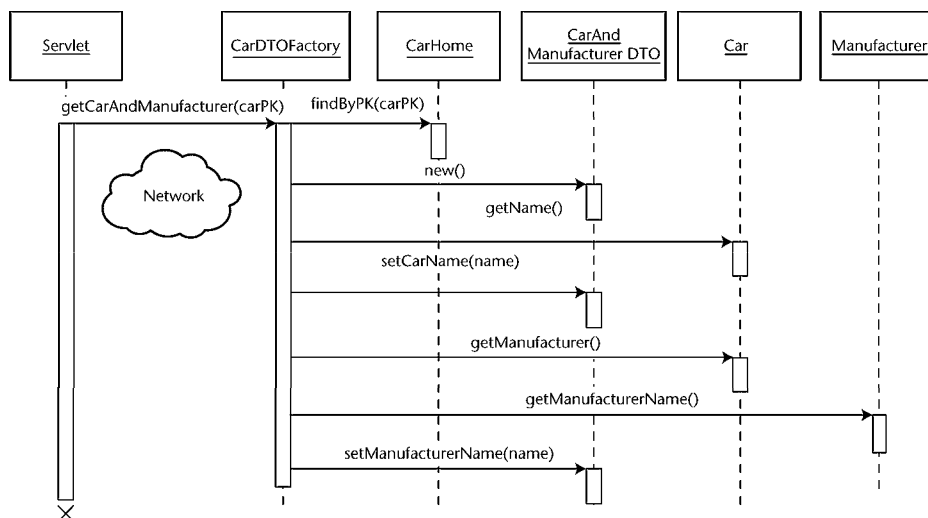 Servlet
CarDTOFactory
CarHome
CarAnd
Manufacturer DTO
Car
Manufacturer
getCarAndManufacturer(carPK)
findByPK(carPK)
Network
new()
getName()
setCarName(name)
getManufacturer()
getManufacturerName()
setManufacturerName(name)